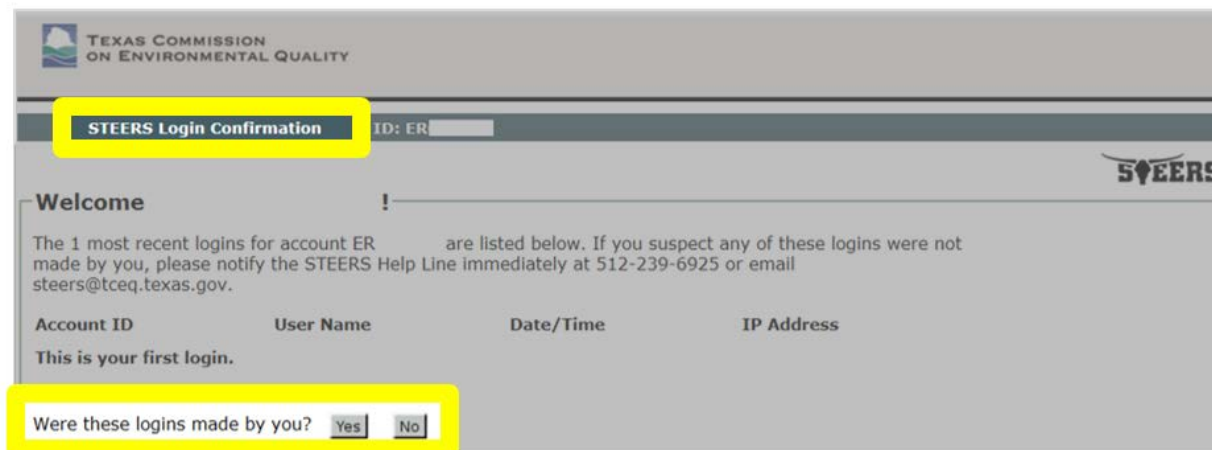 TEXAS COMMISSION
ON ENVIRONMENTAL QUALITY
STEERS Login Confirmation ID: ER
STEERS
Welcome !
The 1 most recent logins for account ER are listed below. If you suspect any of these logins were not
made by you, please notify the STEERS Help Line immediately at 512-239-6925 or email
steers@tceq.texas.gov.
Account ID User Name Date/Time IP Address
This is your first login.
Were these logins made by you? Yes No